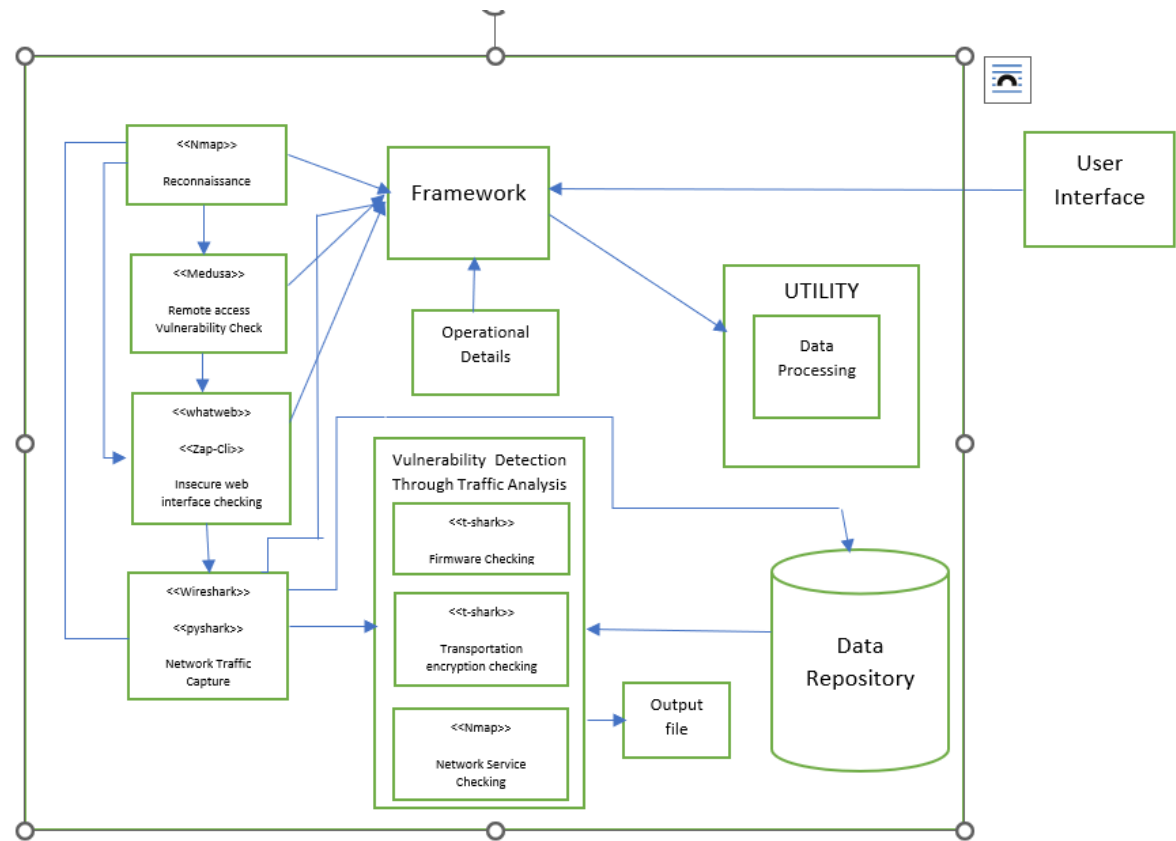 <<Nmap>>
Reconnaissance
Framework
User
Interface
<<Medusa>>
Remote access
Vulnerability Check
Operational
Details
UTILITY
Data
Processing
<<whatweb>>
<<Zap-Cli>>
Insecure web
interface checking
Vulnerability Detection
Through Traffic Analysis
<<t-shark>>
Firmware Checking
<<Wireshark>>
<<pyshark>>
Network Traffic
Capture
<<t-shark>>
Transportation
encryption checking
<<Nmap>>
Network Service
Checking
Output
file
Data
Repository